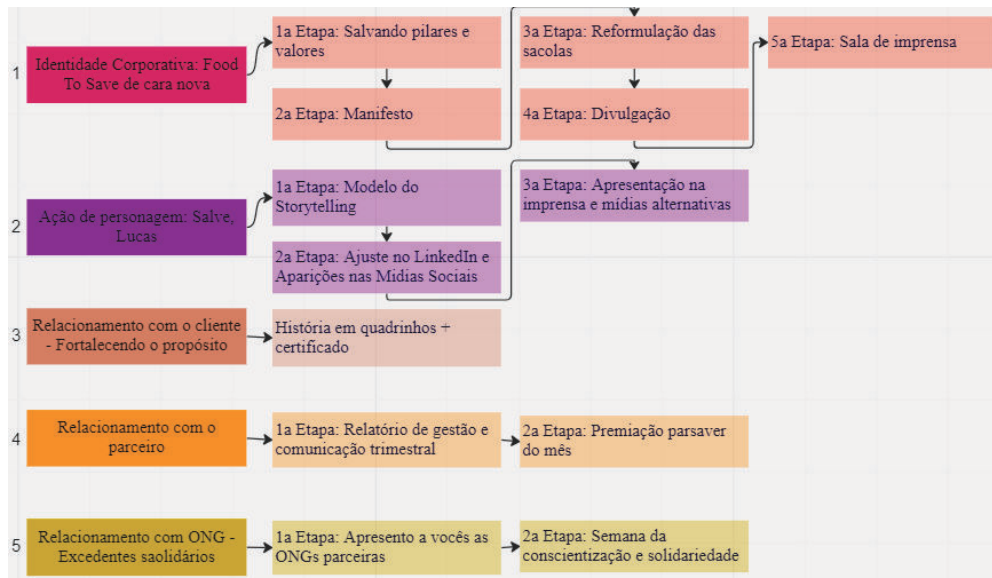 1
Identidade Corporativa: Food
To Save de cara nova
1a Etapa: Salvando pilares e
valores
2a Etapa: Manifesto
3a Etapa: Reformulação das
sacolas
4a Etapa: Divulgação
5a Etapa: Sala de imprensa
2
Ação de personagem: Salve,
Lucas
1a Etapa: Modelo do
Storytelling
2a Etapa: Ajuste no LinkedIn e
Aparições nas Midias Sociais
3a Etapa: Apresentação na
imprensa e mídias alternativas
3
Relacionamento com o cliente
- Fortalecendo o propósito
História em quadrinhos +
certificado
4
Relacionamento com o
parceiro
1a Etapa: Relatório de gestão e
comunicação trimestral
2a Etapa: Premiação parsaver
do mês
5
Relacionamento com ONG -
Excedentes saolidários
1a Etapa: Apresento a vocês as
ONGs parceiras
2a Etapa: Semana da
conscientização e solidariedade